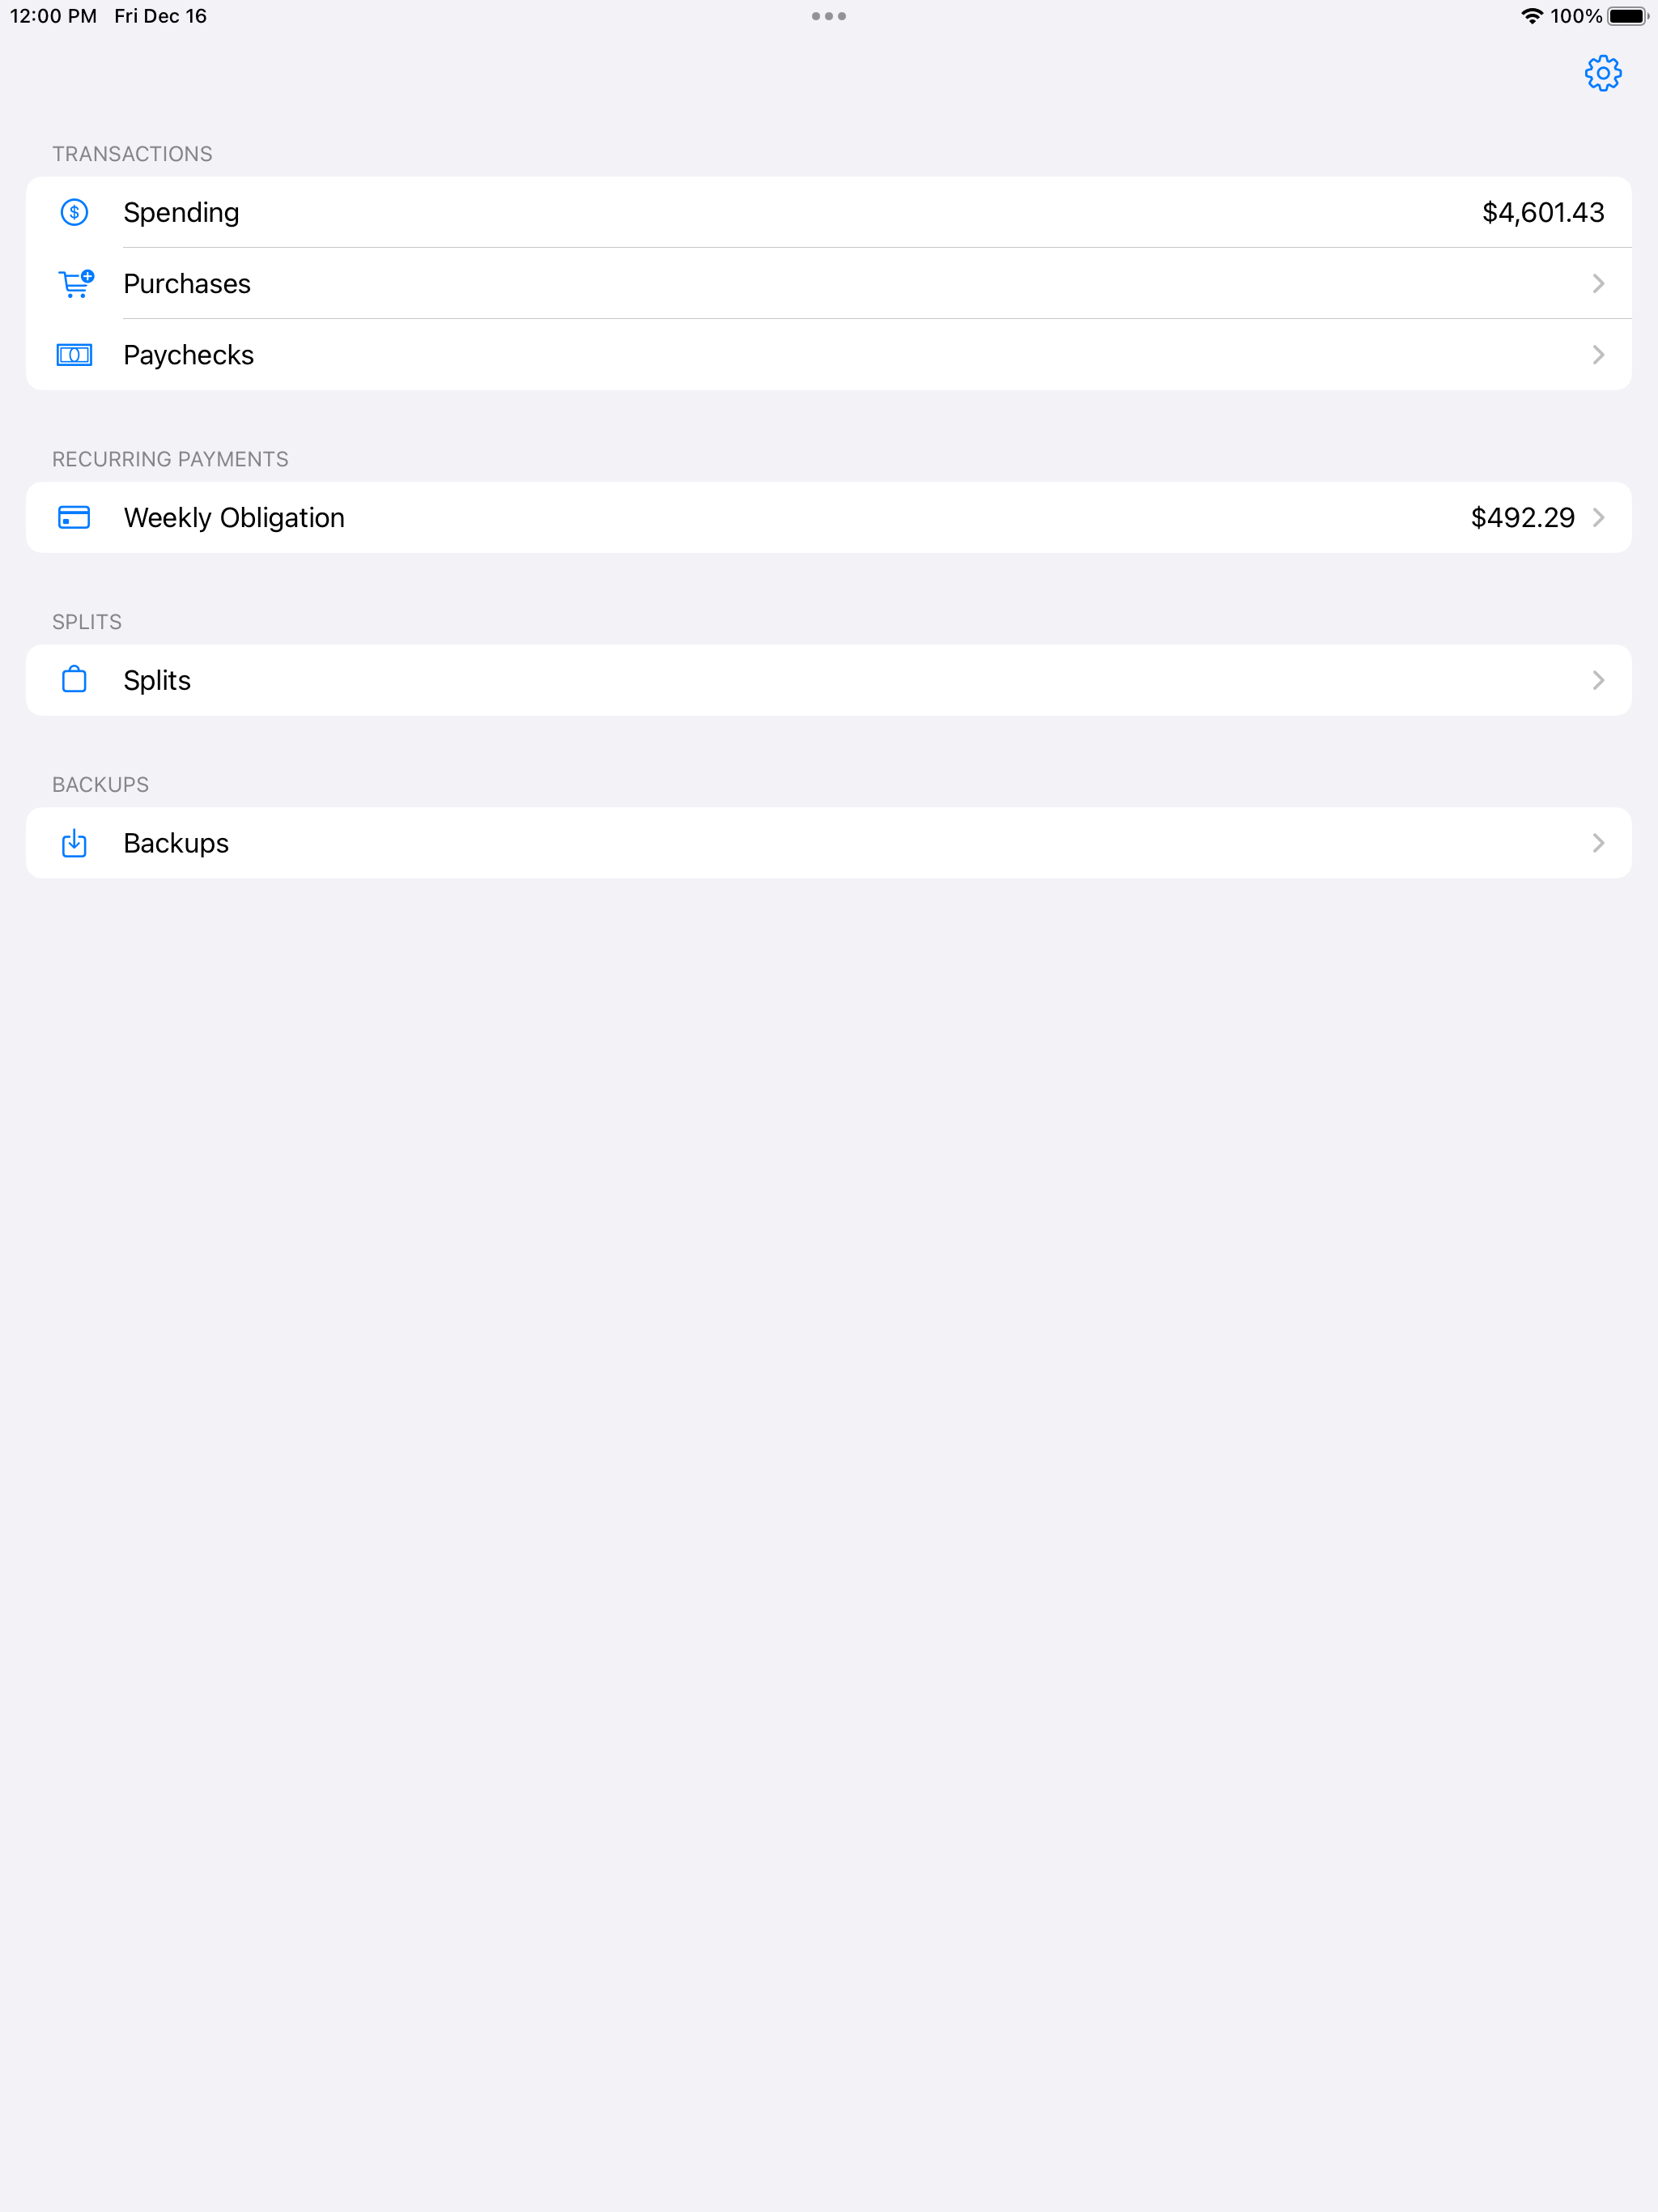 12:00 PM Fri Dec 16 100%
TRANSACTIONS
Spending $4,601.43
Purchases
Paychecks
RECURRING PAYMENTS
Weekly Obligation $492.29
SPLITS
Splits
BACKUPS
Backups